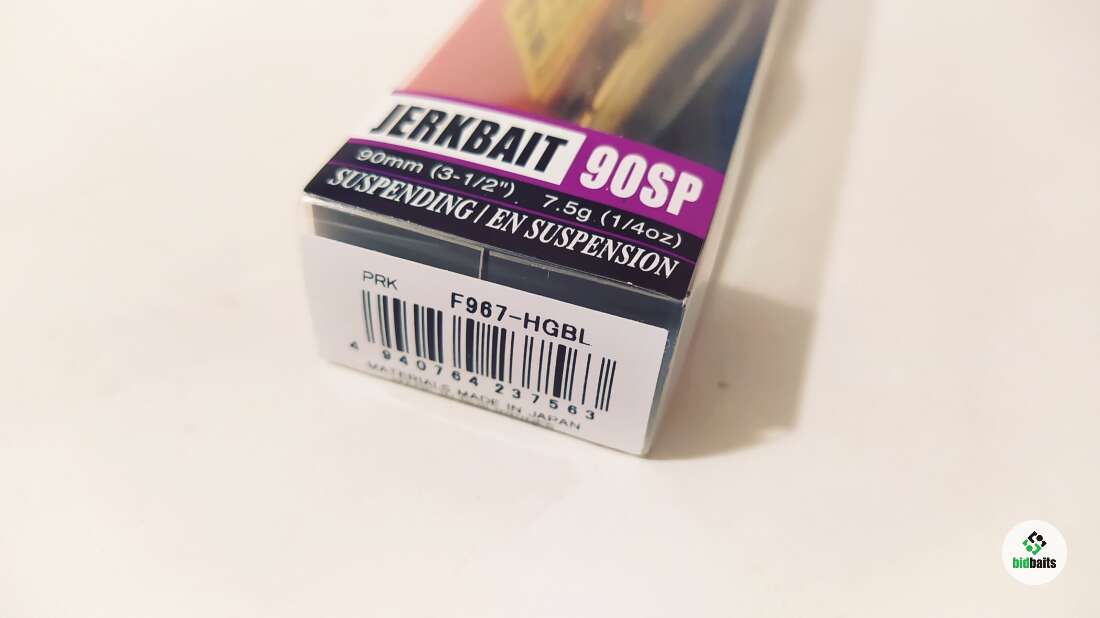 JERKBAIT 90SP
90mm (3-1/2") 7.5g (1/4oz)
SUSPENDING / EN SUSPENSION
PRK F967-HGBL
4 940764 237563
MATERIALS MADE IN JAPAN
bidbaits